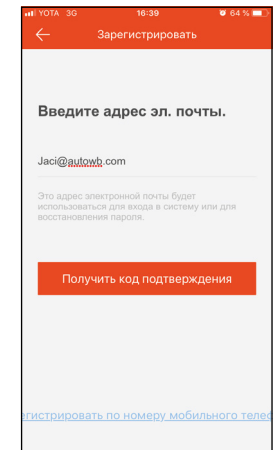 YOTA 3G 16:39 64 %
Зарегистрировать
Введите адрес эл. почты.
Jaci@autowb.com
Это адрес электронной почты будет
использоваться для входа в систему или для
восстановления пароля.
Получить код подтверждения
егистрировать по номеру мобильного телеф